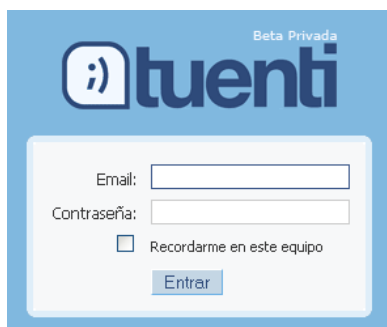 Beta Privada
;) tuenti
Email:
Contraseña:
Recordarme en este equipo
Entrar